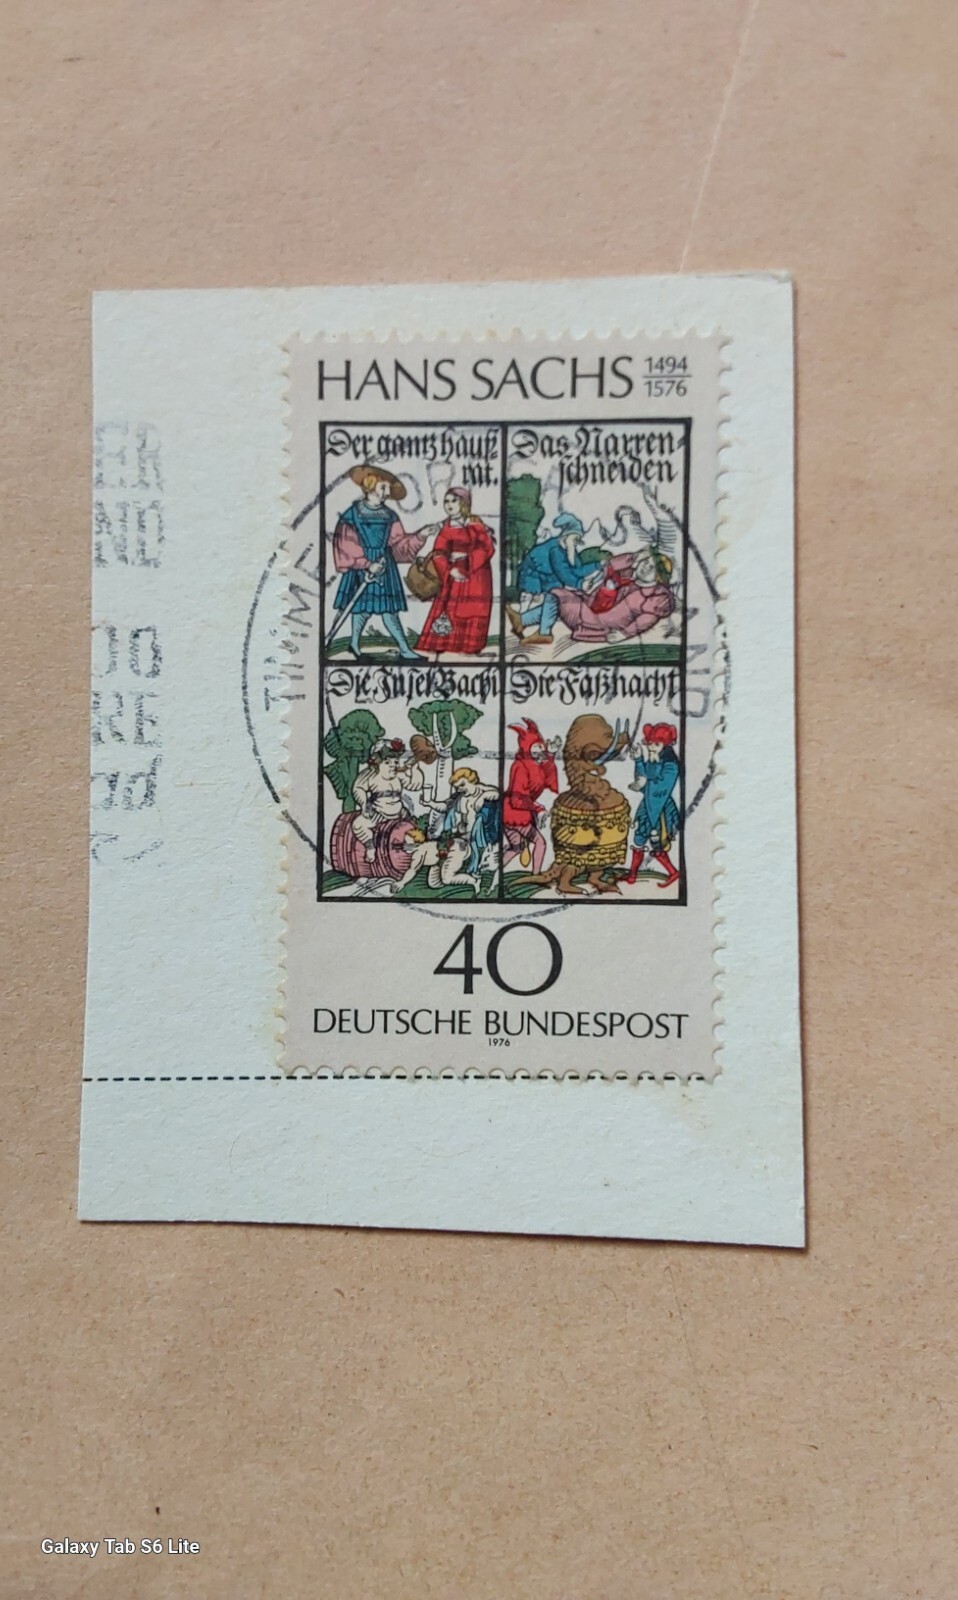 HANS SACHS 1494
1576
Der gantz hauß-
rat.
Das Narren-
schneiden
Die Insel Bachi
Die Faßnacht
40
DEUTSCHE BUNDESPOST
1976
Galaxy Tab S6 Lite